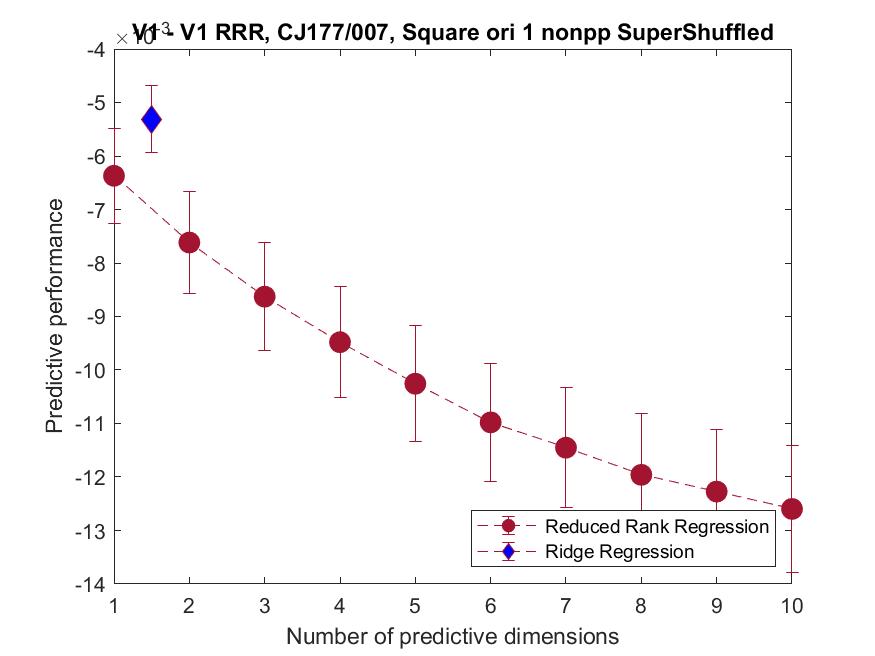 V1 - V1 RRR, CJ177/007, Square ori 1 nonpp SuperShuffled
×10-3
-4
-5
-6
-7
-8
-9
-10
-11
-12
-13
-14
Predictive performance
1 2 3 4 5 6 7 8 9 10
Number of predictive dimensions
Reduced Rank Regression
Ridge Regression